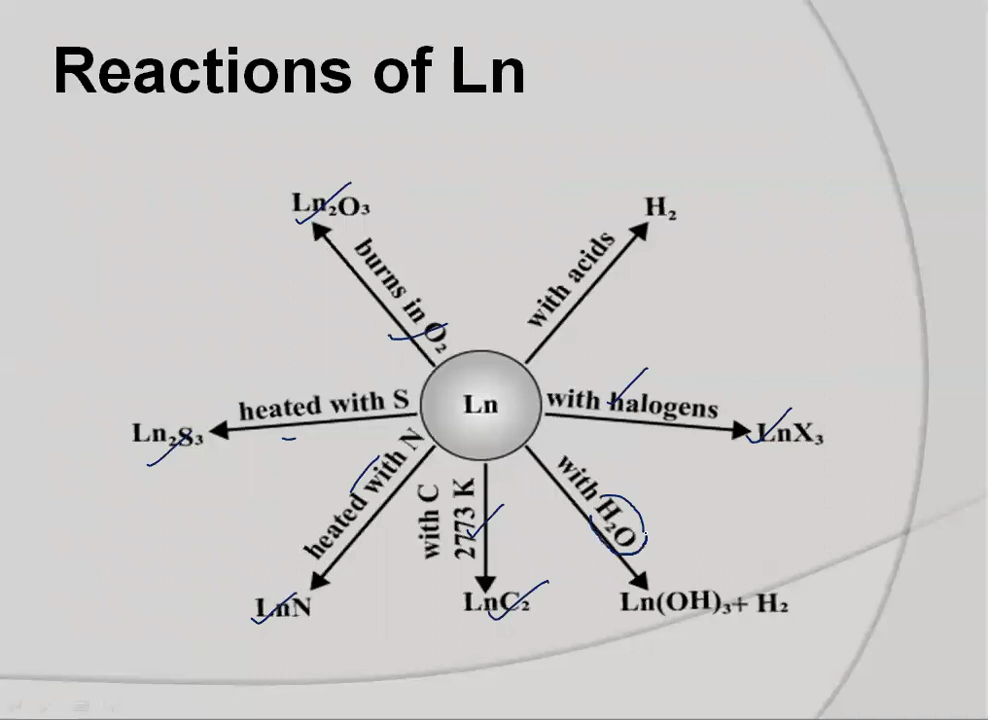 Reactions of Ln
Ln₂O₃
H₂
burns in O₂
with acids
heated with S
Ln
with halogens
Ln₂S₃
LnX₃
heated with N
with C
2773 K
with H₂O
LnN
LnC₂
Ln(OH)₃+ H₂